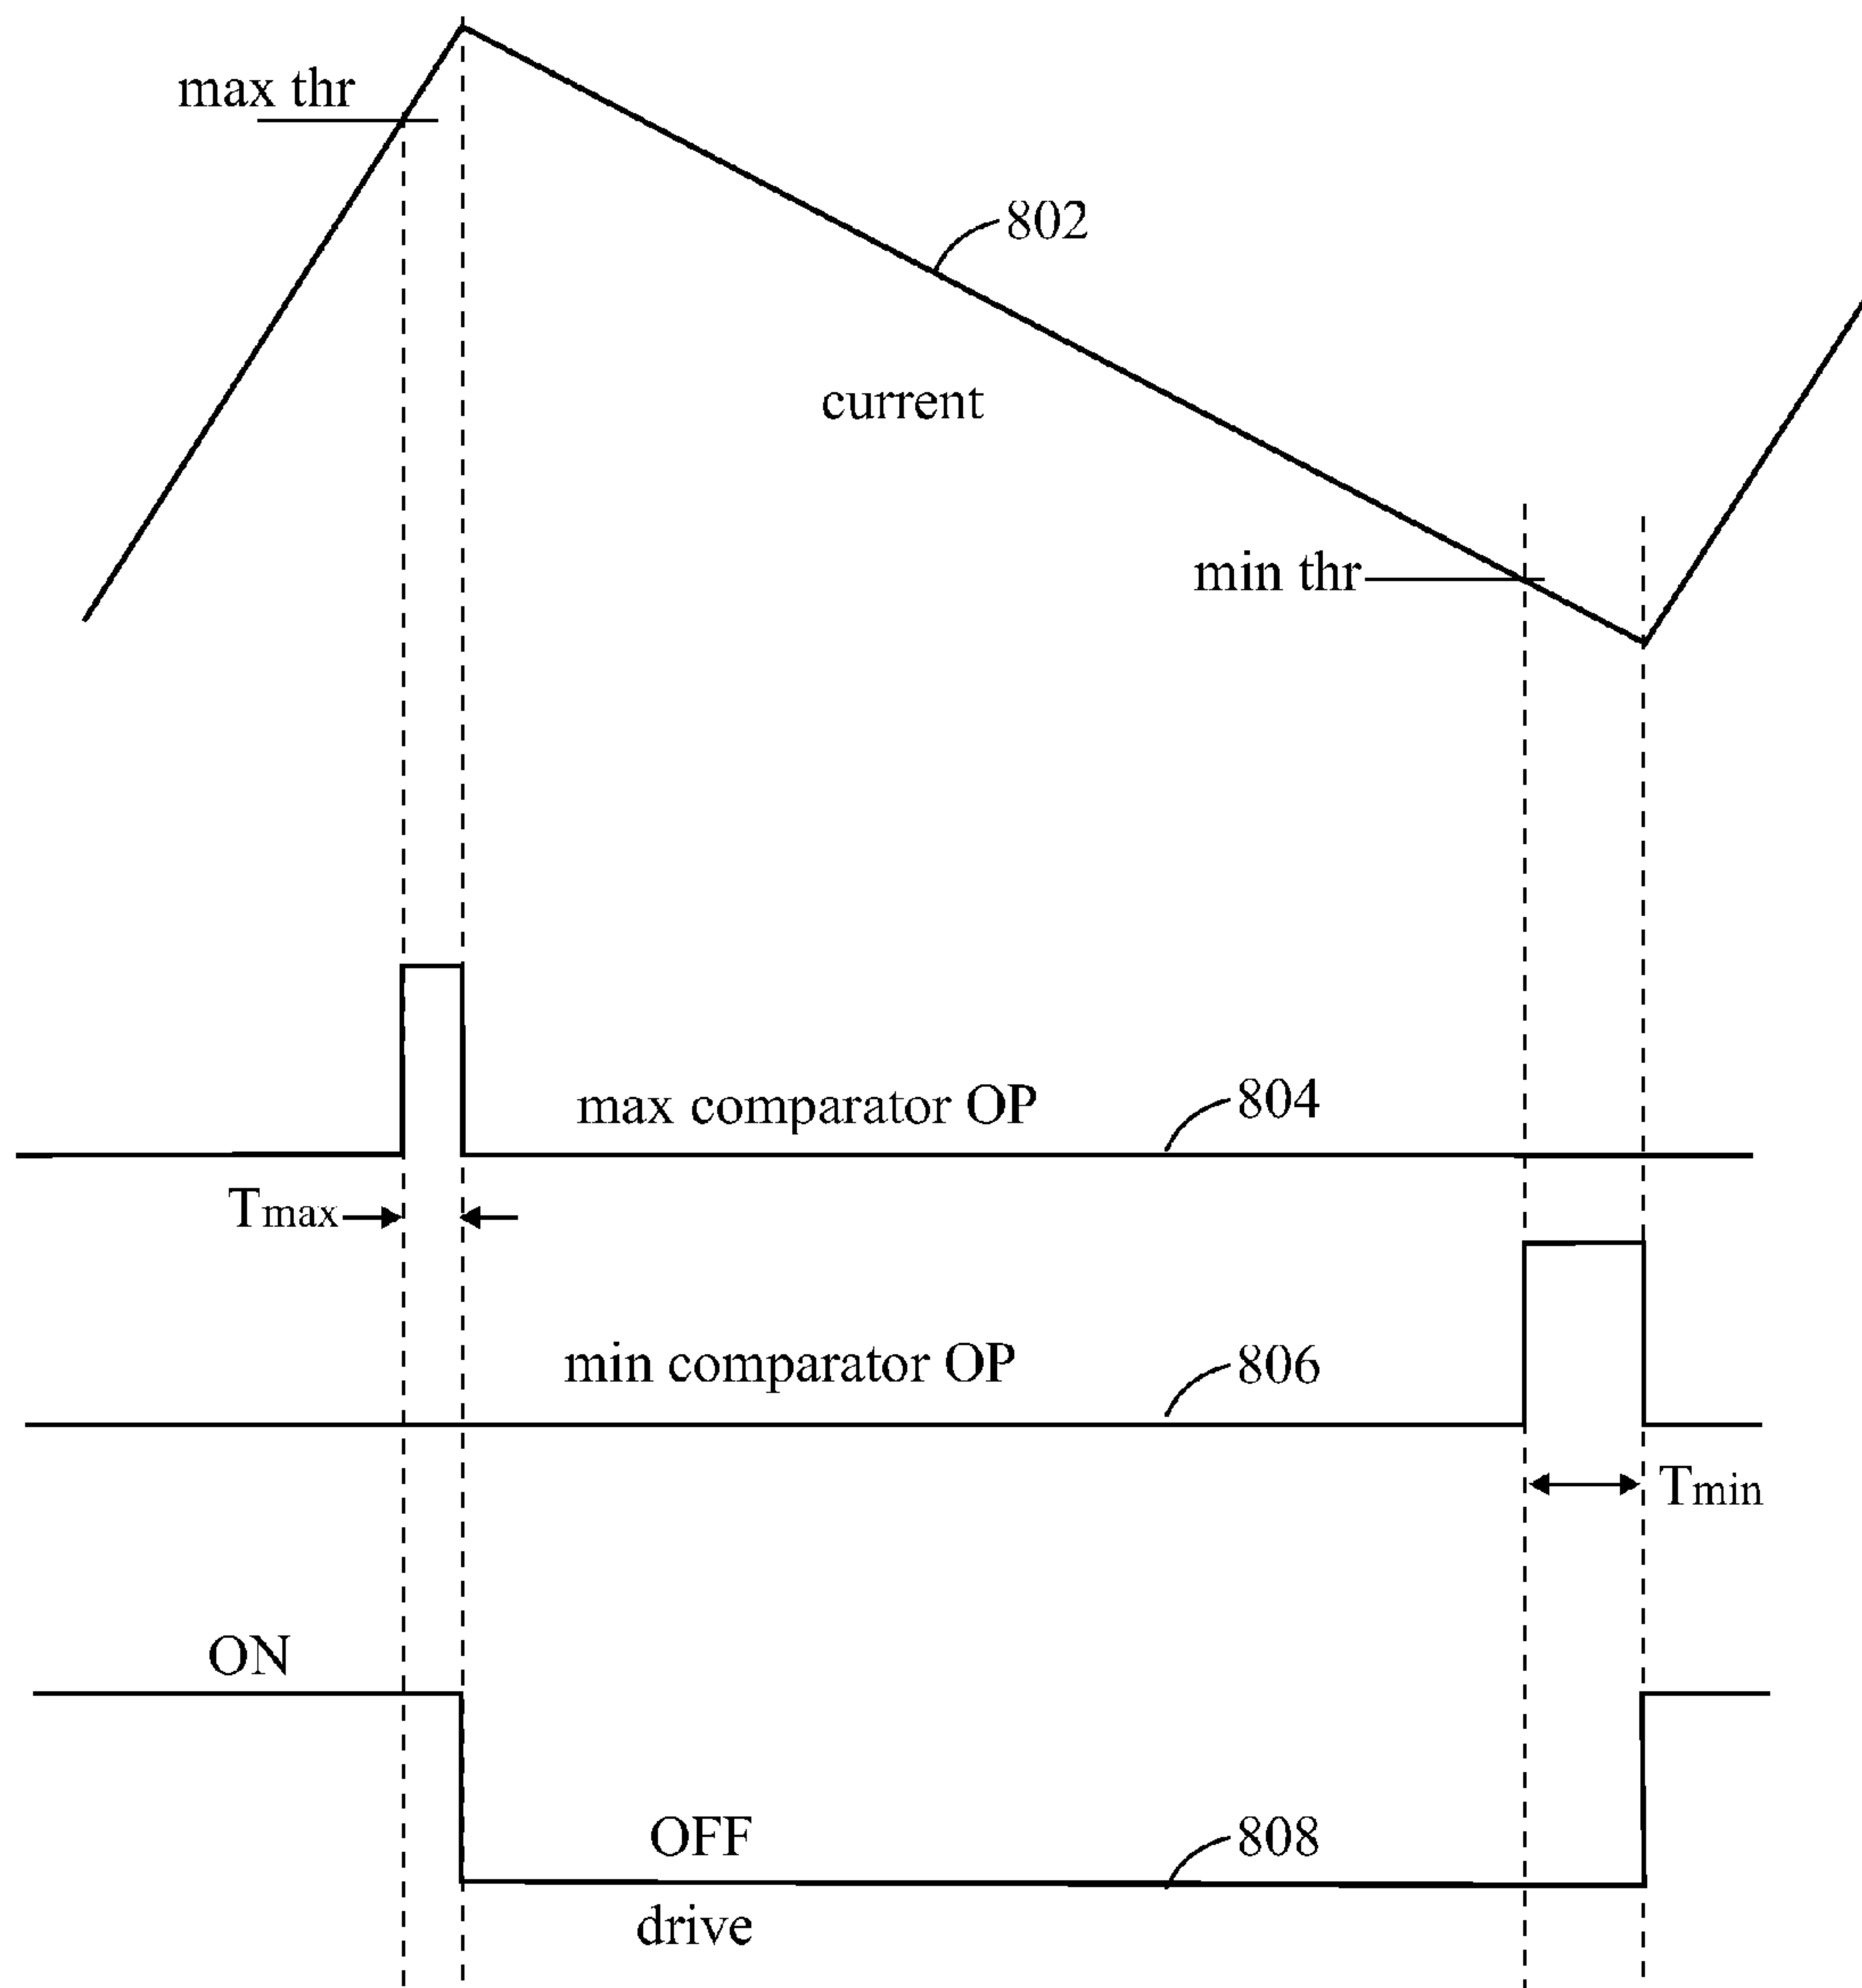 max thr
802
current
min thr
max comparator OP
804
Tmax
min comparator OP
806
Tmin
ON
OFF
808
drive